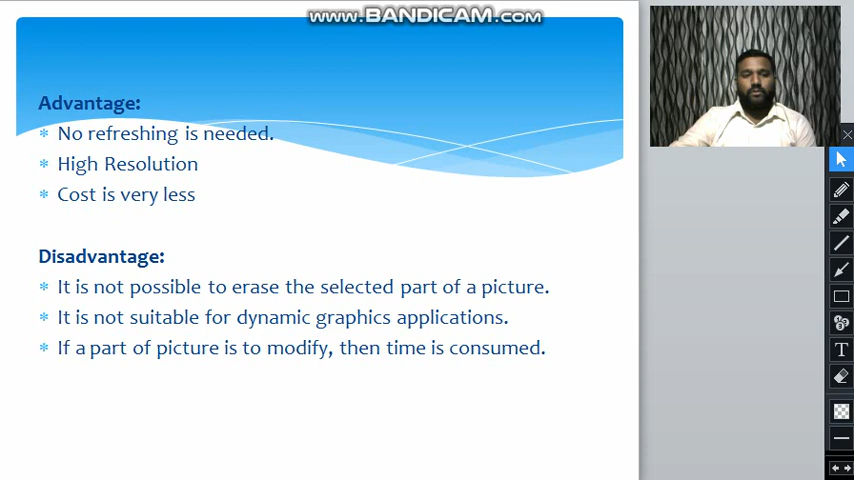 www.BANDICAM.com
Advantage:
* No refreshing is needed.
* High Resolution
* Cost is very less
Disadvantage:
* It is not possible to erase the selected part of a picture.
* It is not suitable for dynamic graphics applications.
* If a part of picture is to modify, then time is consumed.
T